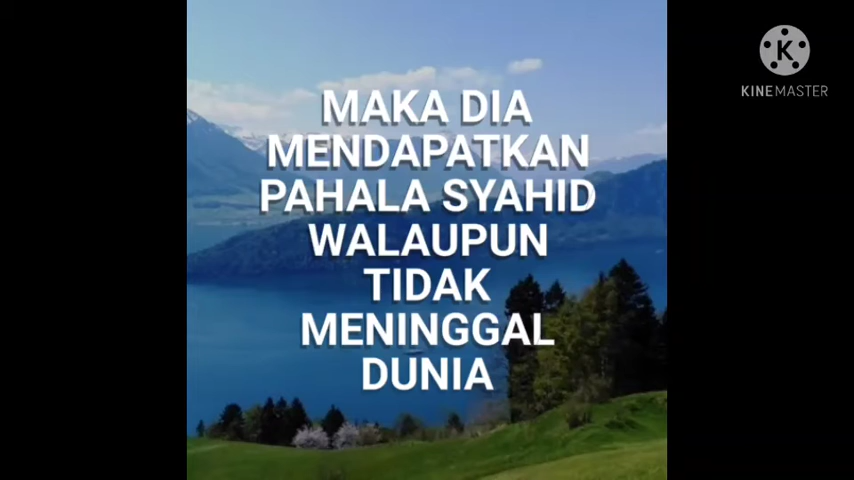 MAKA DIA
MENDAPATKAN
PAHALA SYAHID
WALAUPUN
TIDAK
MENINGGAL
DUNIA
K
KINEMASTER